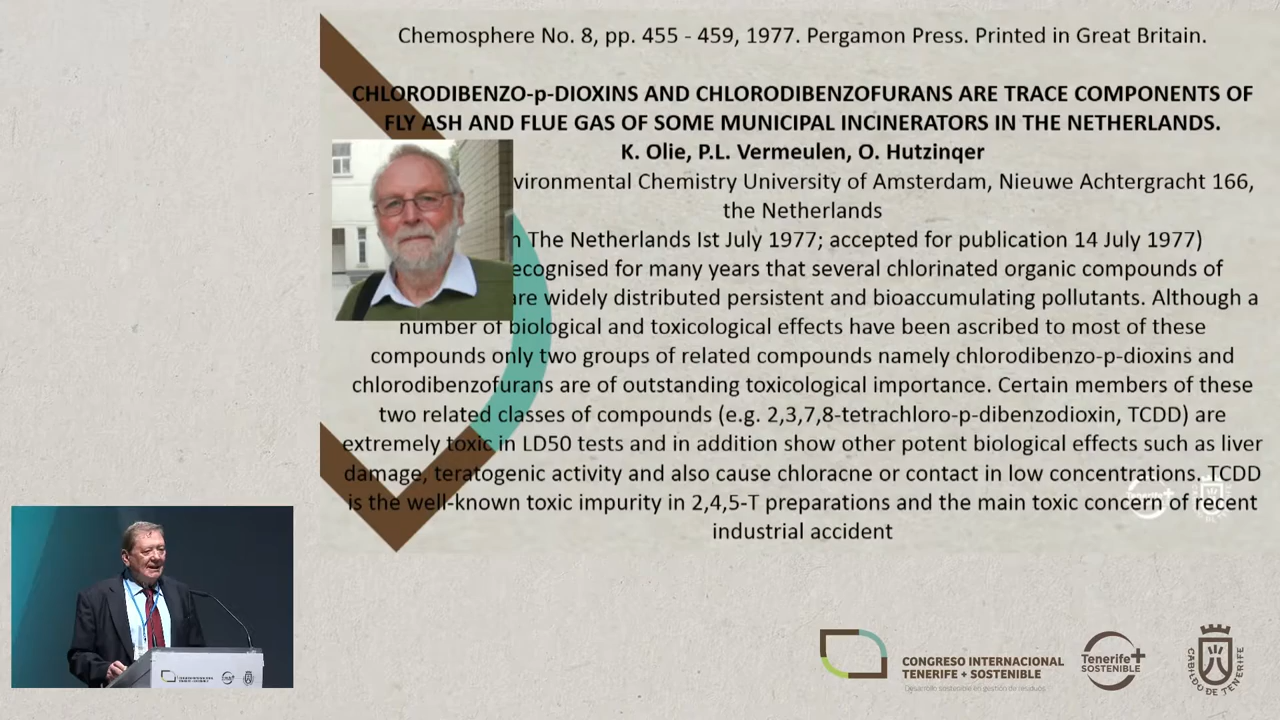 Chemosphere No. 8, pp. 455 - 459, 1977. Pergamon Press. Printed in Great Britain.
CHLORODIBENZO-p-DIOXINS AND CHLORODIBENZOFURANS ARE TRACE COMPONENTS OF
FLY ASH AND FLUE GAS OF SOME MUNICIPAL INCINERATORS IN THE NETHERLANDS.
K. Olie, P.L. Vermeulen, O. Hutzinqer
vironmental Chemistry University of Amsterdam, Nieuwe Achtergracht 166,
the Netherlands
The Netherlands Ist July 1977; accepted for publication 14 July 1977)
ecognised for many years that several chlorinated organic compounds of
are widely distributed persistent and bioaccumulating pollutants. Although a
number of biological and toxicological effects have been ascribed to most of these
compounds only two groups of related compounds namely chlorodibenzo-p-dioxins and
chlorodibenzofurans are of outstanding toxicological importance. Certain members of these
two related classes of compounds (e.g. 2,3,7,8-tetrachloro-p-dibenzodioxin, TCDD) are
extremely toxic in LD50 tests and in addition show other potent biological effects such as liver
damage, teratogenic activity and also cause chloracne or contact in low concentrations. TCDD
is the well-known toxic impurity in 2,4,5-T preparations and the main toxic concern of recent
industrial accident
CONGRESO INTERNACIONAL
TENERIFE + SOSTENIBLE
Desarrollo sostenible en gestión de residuos
Tenerife+
SOSTENIBLE
CABILDO DE TENERIFE